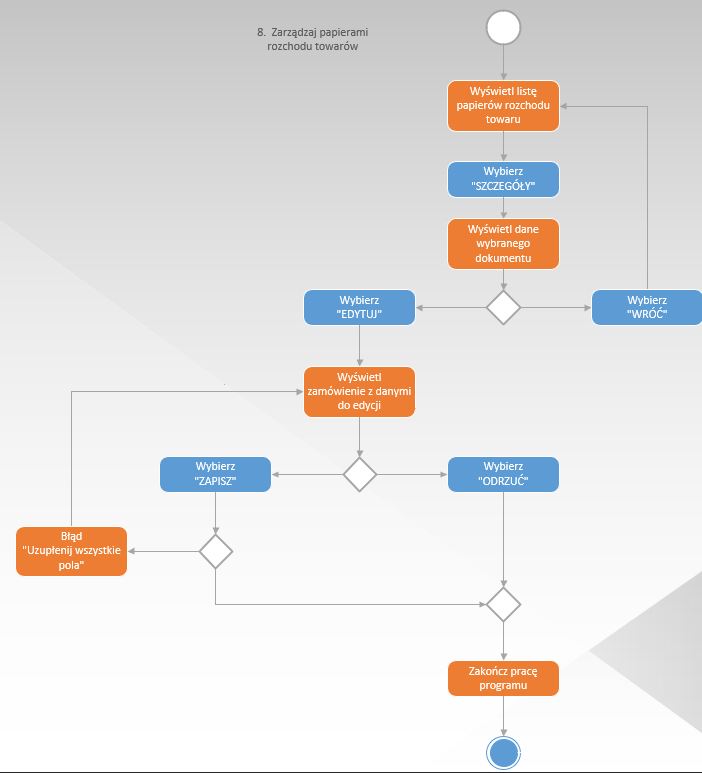 8. Zarządzaj papierami
rozchodu towarów
Wyświetl listę
papierów rozchodu
towaru
Wybierz
"SZCZEGÓŁY"
Wyświetl dane
wybranego
dokumentu
Wybierz
"EDYTUJ"
Wybierz
"WRÓĆ"
Wyświetl
zamówienie z danymi
do edycji
Wybierz
"ZAPISZ"
Wybierz
"ODRZUĆ"
Błąd
"Uzupłenij wszystkie
pola"
Zakończ pracę
programu